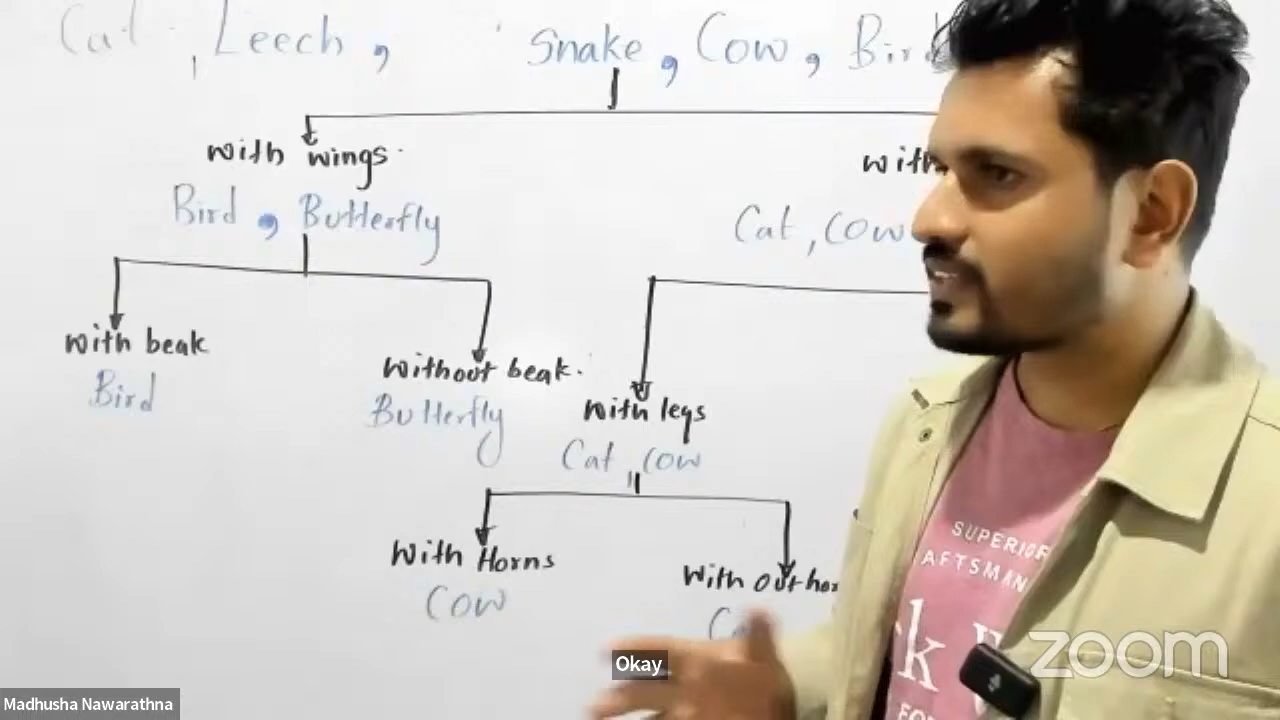 Cat , Leech , Snake , Cow , Bird
with wings
Bird , Butterfly
Cat , Cow
with beak
Bird
without beak.
Butterfly
with legs
Cat , Cow
With Horns
Cow
SUPERIOR
Okay
zoom
Madhusha Nawarathna